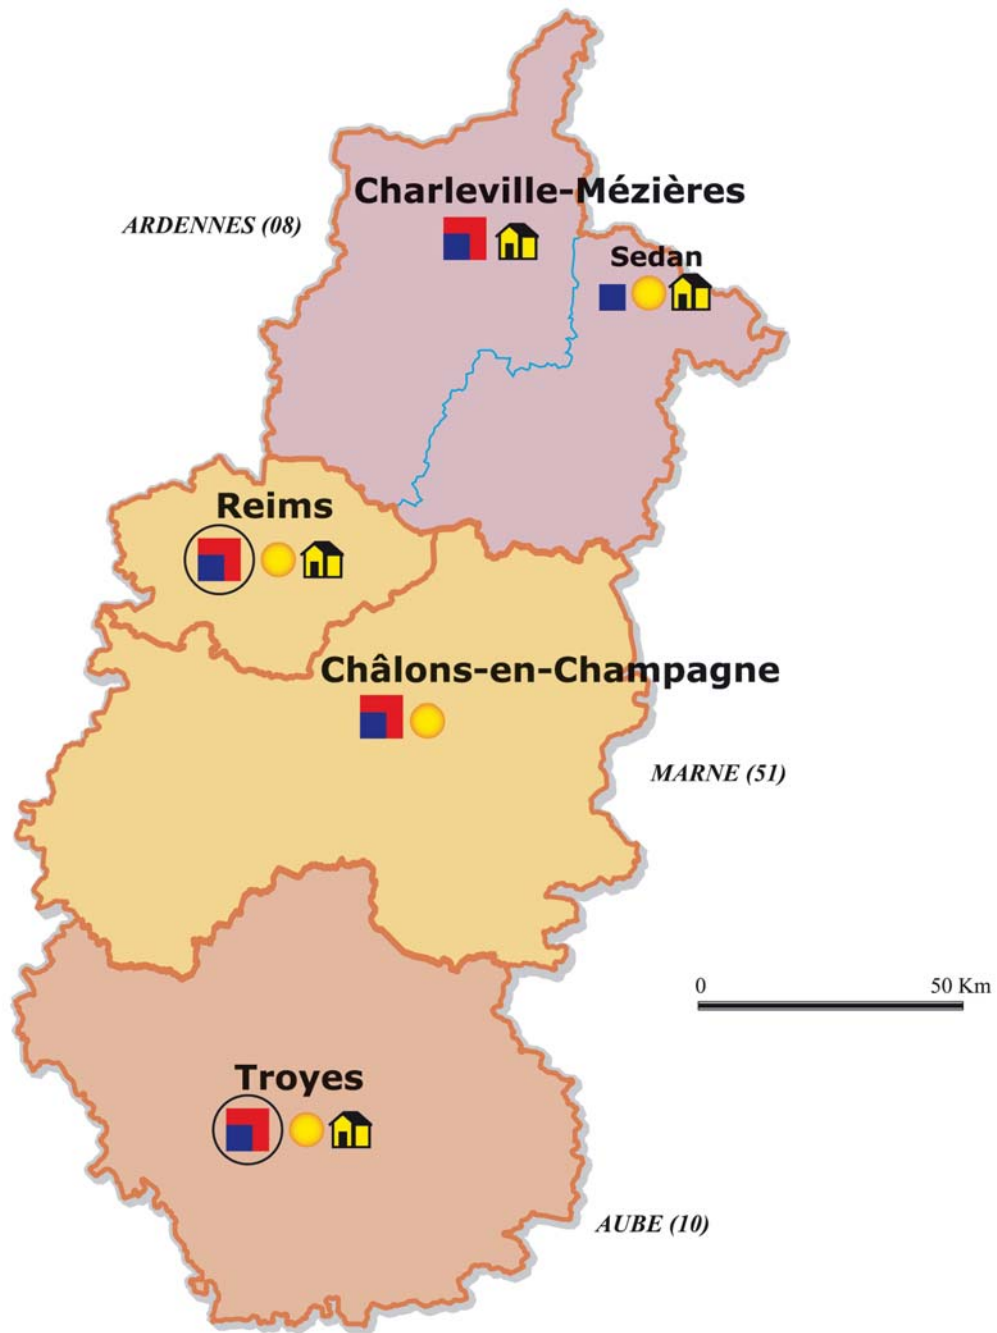 Charleville-Mézières
ARDENNES (08)
Sedan
Reims
Châlons-en-Champagne
MARNE (51)
0 50 Km
Troyes
AUBE (10)